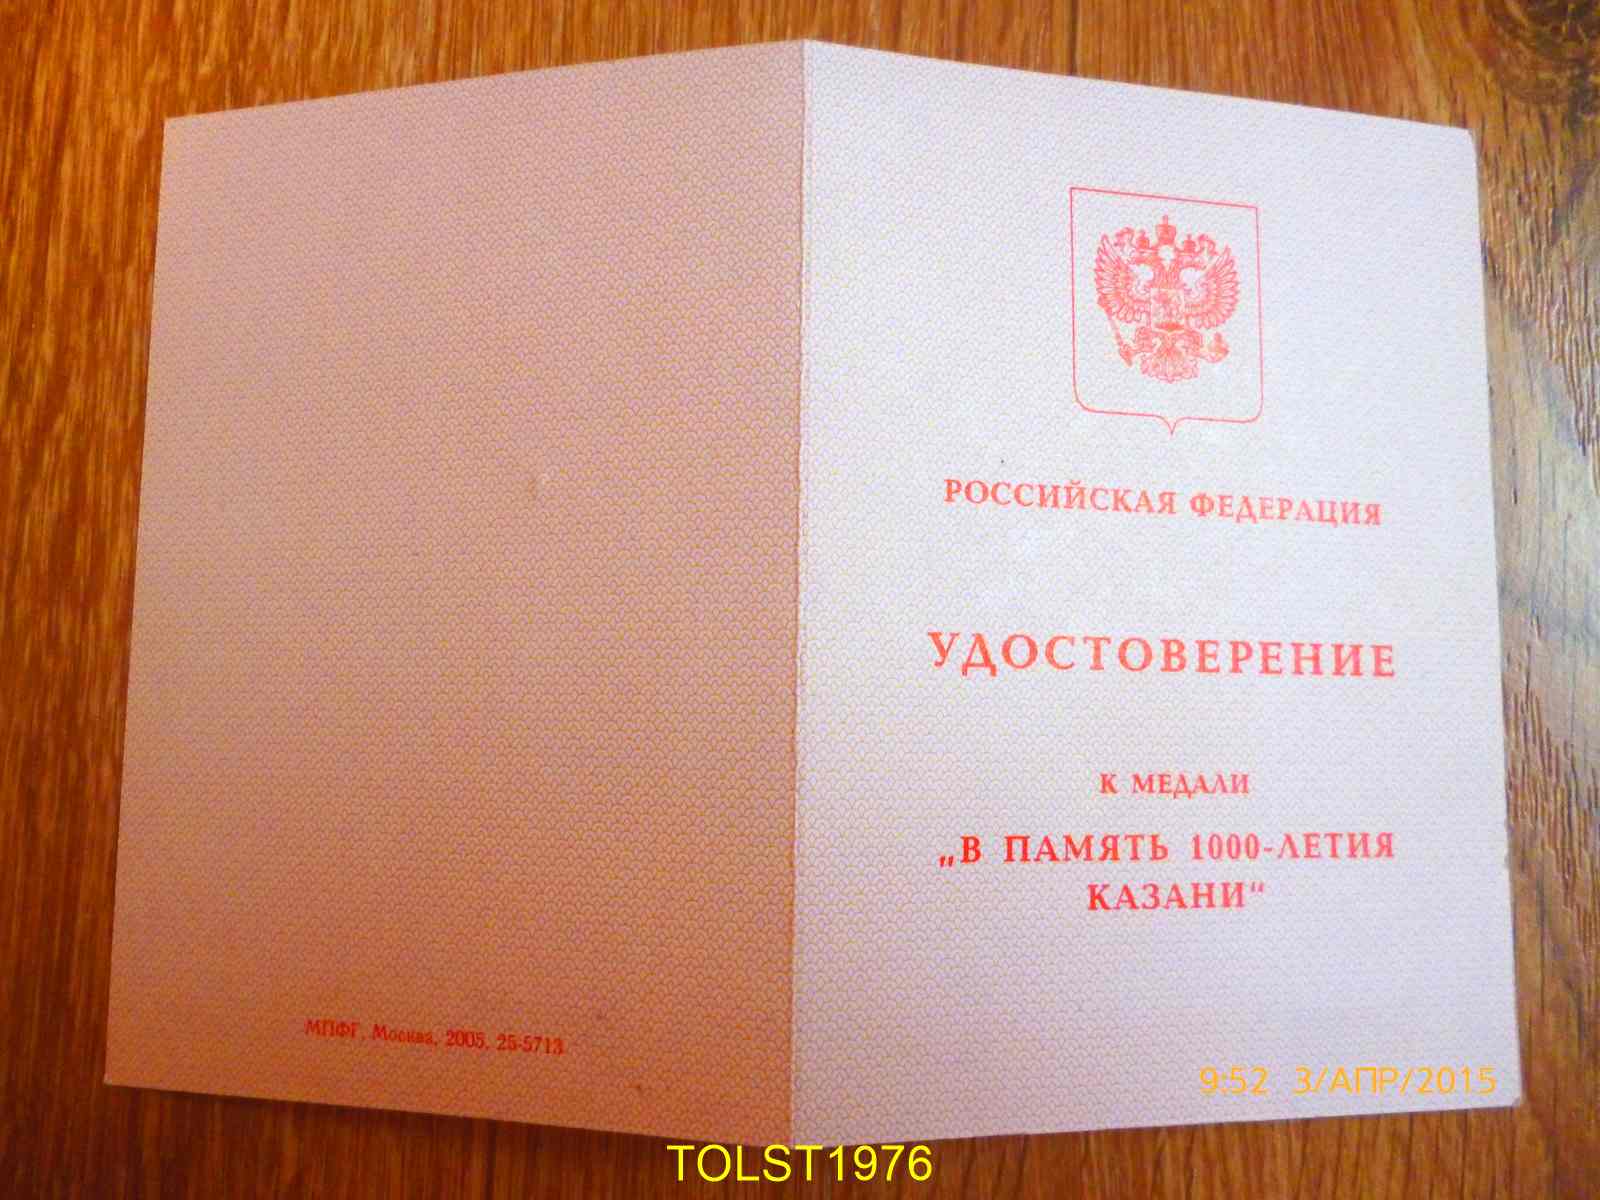 РОССИЙСКАЯ ФЕДЕРАЦИЯ
УДОСТОВЕРЕНИЕ
К МЕДАЛИ
„В ПАМЯТЬ 1000-ЛЕТИЯ
КАЗАНИ“
МПФГ, Москва, 2005. 25-5713
9:52 3/АПР/2015
TOLST1976